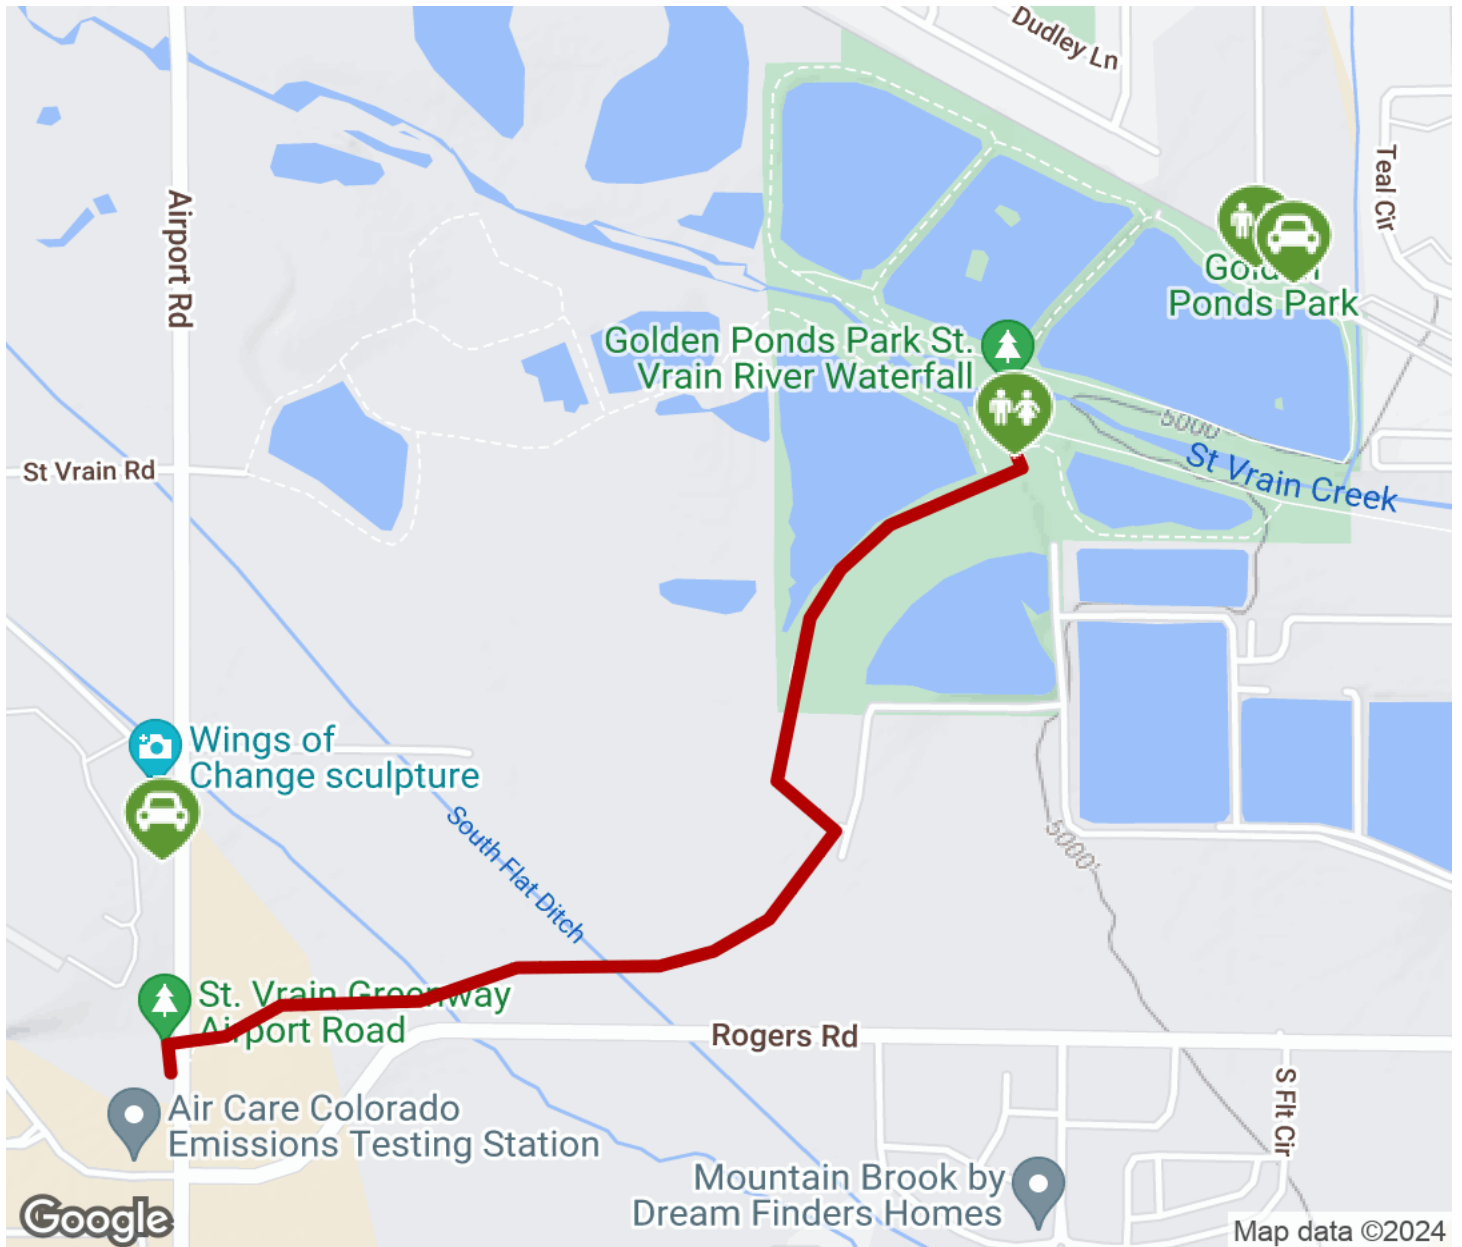 Dudley Ln
Teal Cir
Airport Rd
Golden
Ponds Park
Golden Ponds Park St.
Vrain River Waterfall
5000
St Vrain Rd
St Vrain Creek
Wings of
Change sculpture
South Flat Ditch
5000'
St. Vrain Greenway
Airport Road
Rogers Rd
S Flt Cir
Air Care Colorado
Emissions Testing Station
Mountain Brook by
Dream Finders Homes
Google
Map data ©2024